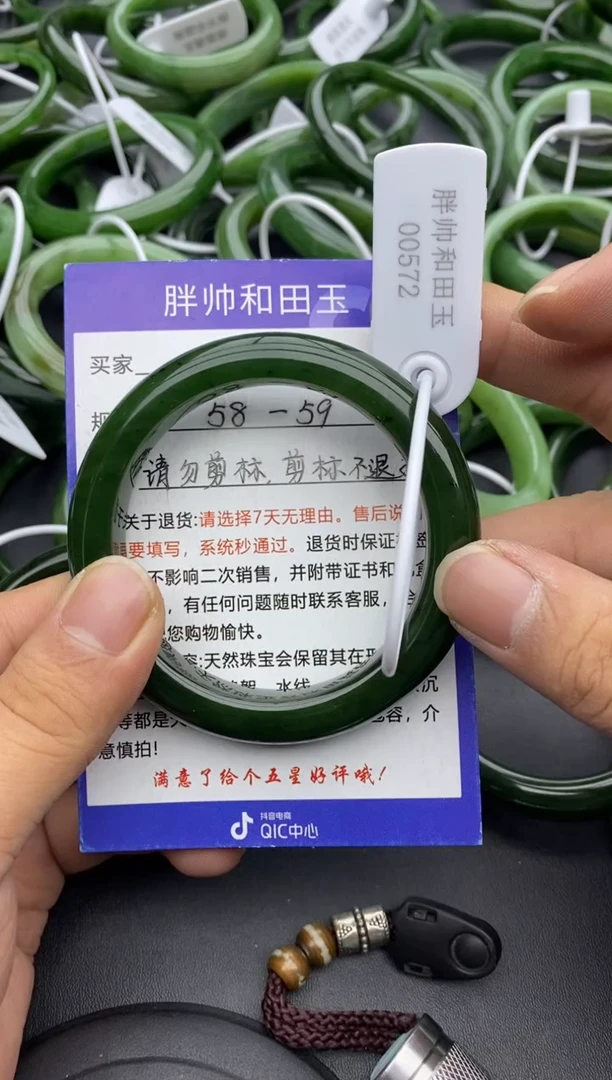 胖帅和田玉
00572
胖帅和田玉
买家
58-59
请勿剪标,剪标不退
关于退货:请选择7天无理由。售后说
要填写,系统秒通过。退货时保证
不影响二次销售,并附带证书和
,有任何问题随时联系客服,
您购物愉快。
:天然珠宝会保留其在
水线
沉
等都是 容,介
意慎拍!
满意了给个五星好评哦!
抖音电商
QIC中心